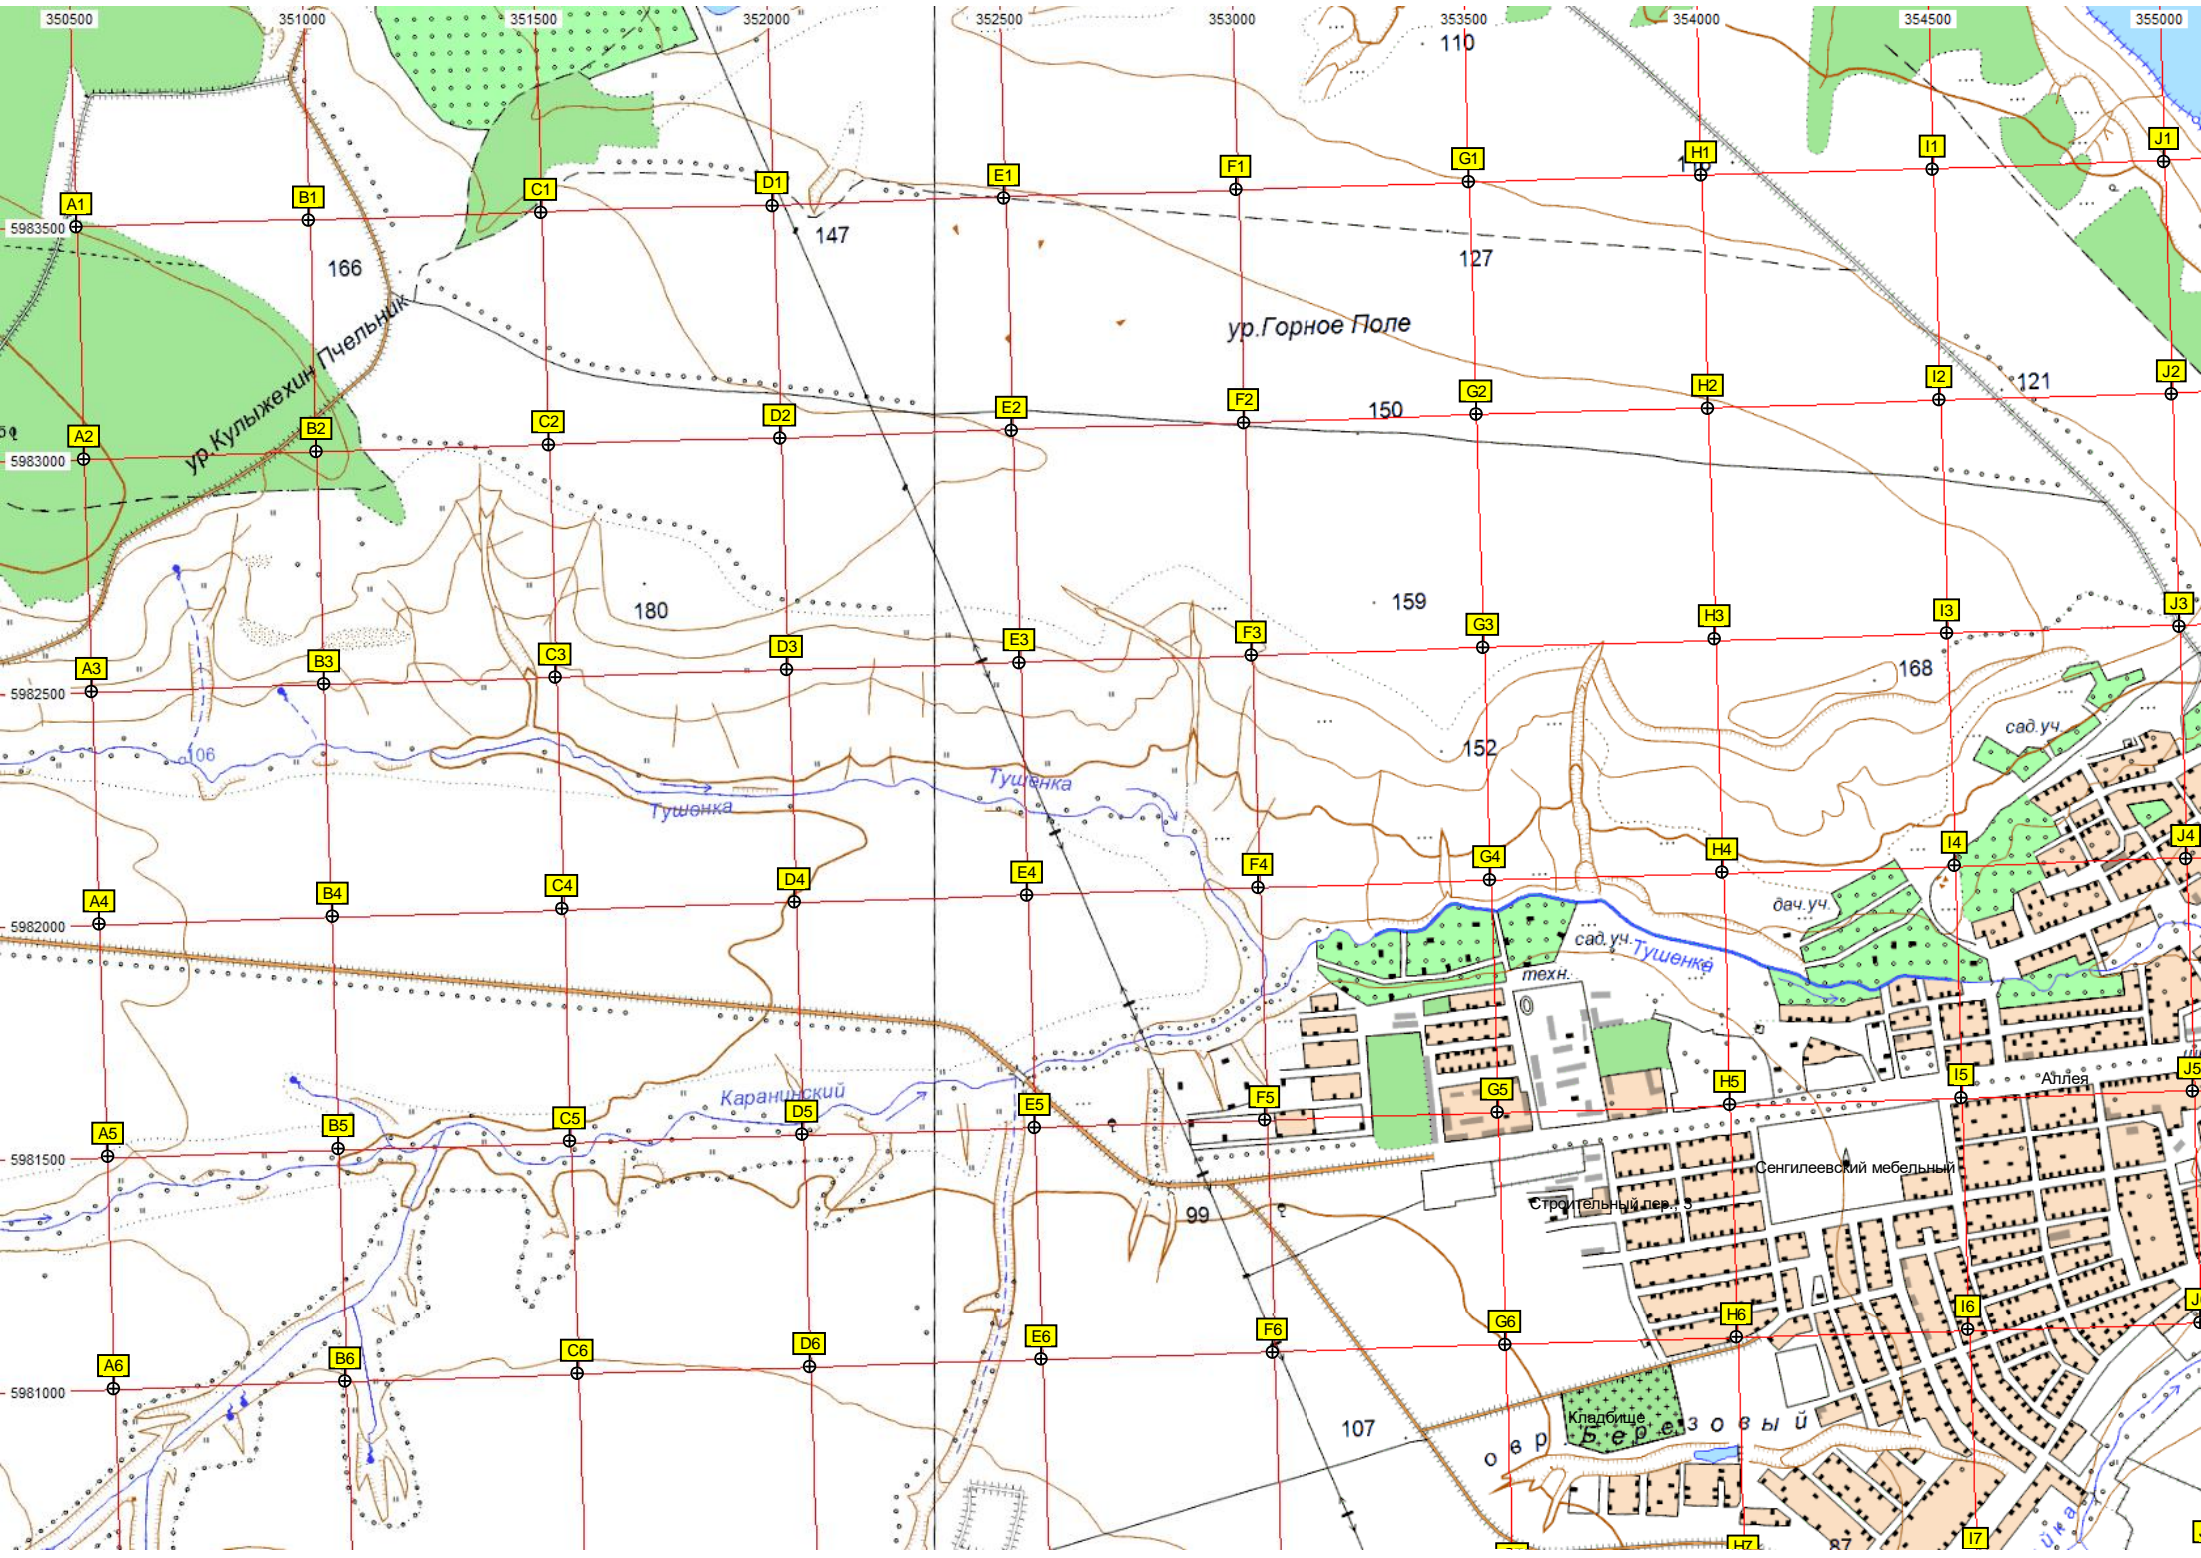 350500 351000 351500 352000 352500 353000 353500 354000 354500 355000
110
A1 B1 C1 D1 E1 F1 G1 H1 I1 J1
5983500
147
127
166
ур.Горное Поле
ур.Кулыжехин Пчельник
121
150
A2 B2 C2 D2 E2 F2 G2 H2 I2 J2
5983000
180
159
A3 B3 C3 D3 E3 F3 G3 H3 I3 J3
168
5982500
сад.уч.
152
106
Тушенка
Тушенка
A4 B4 C4 D4 E4 F4 G4 H4 I4 J4
дач.уч.
5982000
сад.уч.
Тушенка
техн.
Каранинский
Аллея
A5 B5 C5 D5 E5 F5 G5 H5 I5 J5
5981500
Сенгилеевский мебельный
Строительный пер., 3
99
A6 B6 C6 D6 E6 F6 G6 H6 I6
5981000
Кладбище
107
овр. Березовый
H7 I7
87